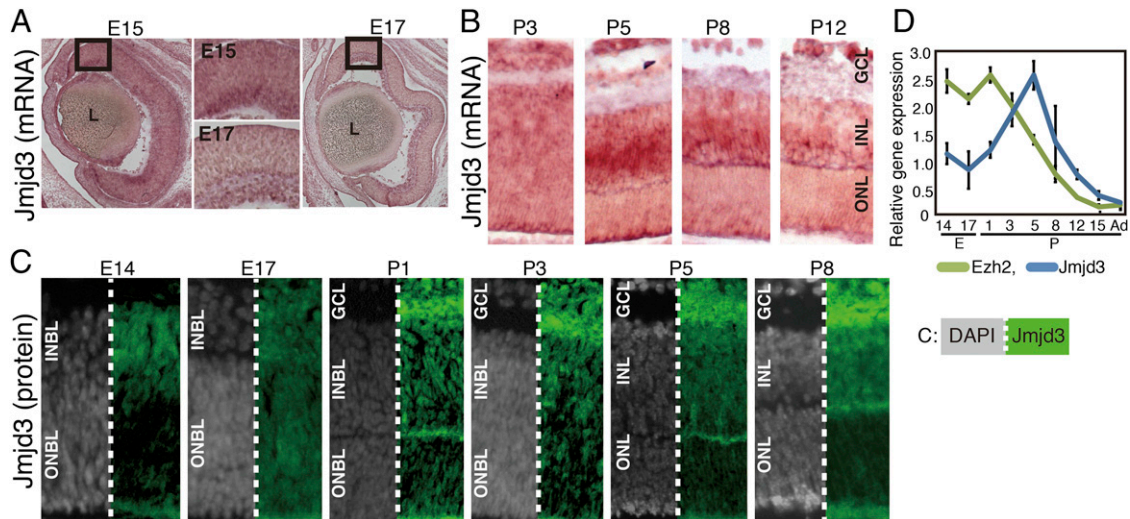 A
E15
E17
Jmjd3 (mRNA)
E15
E17
L
L
B
P3
P5
P8
P12
Jmjd3 (mRNA)
GCL
INL
ONL
D
Relative gene expression
3.0
2.5
2.0
1.5
1.0
0.5
0
14 17 1 3 5 8 12 15 Ad
E P
Ezh2, Jmjd3
C
E14
E17
P1
P3
P5
P8
Jmjd3 (protein)
INBL
ONBL
INBL
ONBL
GCL
INBL
ONBL
GCL
INBL
ONBL
GCL
INL
ONL
GCL
INL
ONL
C: DAPI Jmjd3